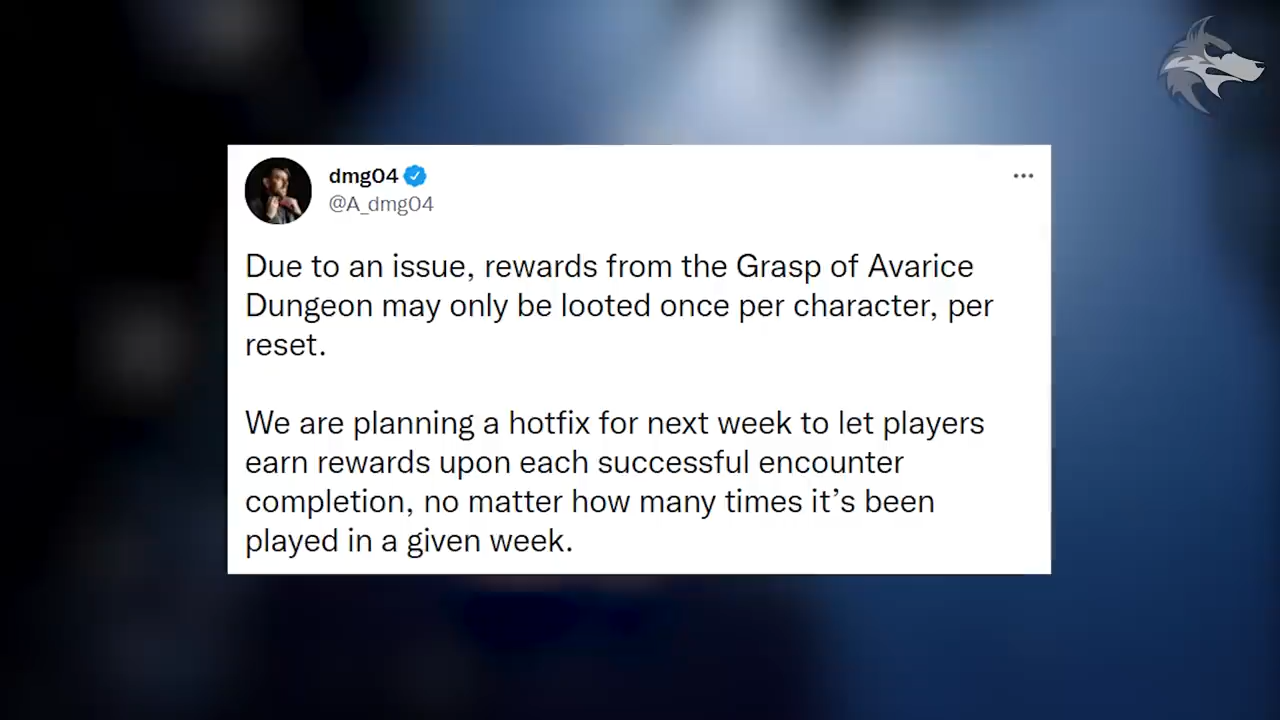 dmg04
@A_dmg04
Due to an issue, rewards from the Grasp of Avarice
Dungeon may only be looted once per character, per
reset.
We are planning a hotfix for next week to let players
earn rewards upon each successful encounter
completion, no matter how many times it’s been
played in a given week.